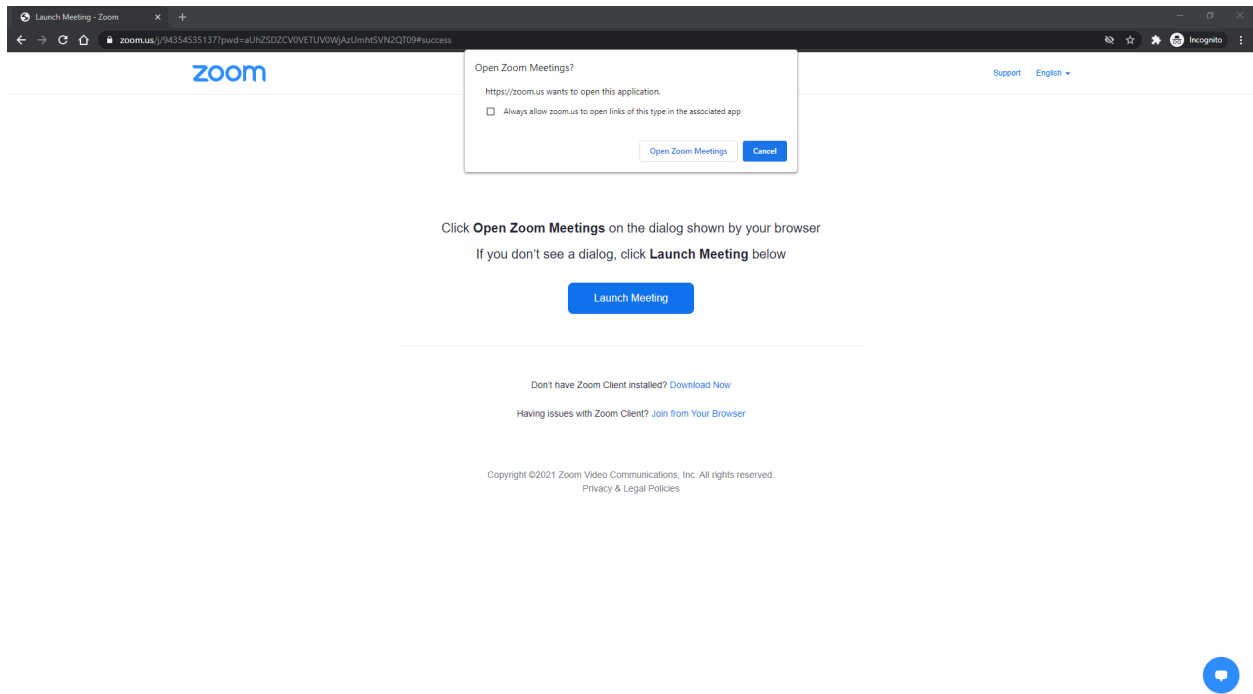 Launch Meeting - Zoom
zoom.us/j/94354535137?pwd=aUhZSDZCV0VETUV0WjAzUmhtSVN2QT09#success
Incognito
zoom
Support English
Open Zoom Meetings?
https://zoom.us wants to open this application.
Always allow zoom.us to open links of this type in the associated app
Open Zoom Meetings Cancel
Click Open Zoom Meetings on the dialog shown by your browser
If you don't see a dialog, click Launch Meeting below
Launch Meeting
Don't have Zoom Client installed? Download Now
Having issues with Zoom Client? Join from Your Browser
Copyright ©2021 Zoom Video Communications, Inc. All rights reserved.
Privacy & Legal Policies